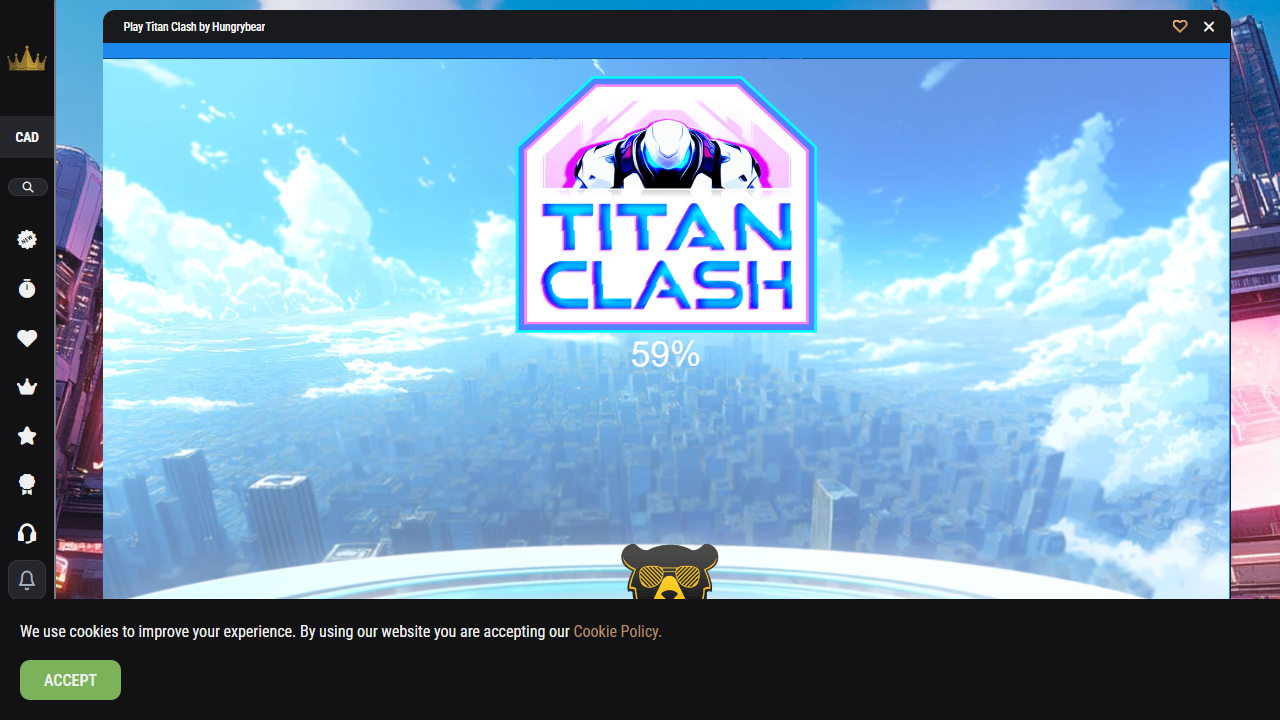 Play Titan Clash by Hungrybear
CAD
NEW
TITAN
CLASH
59%
We use cookies to improve your experience. By using our website you are accepting our Cookie Policy.
ACCEPT